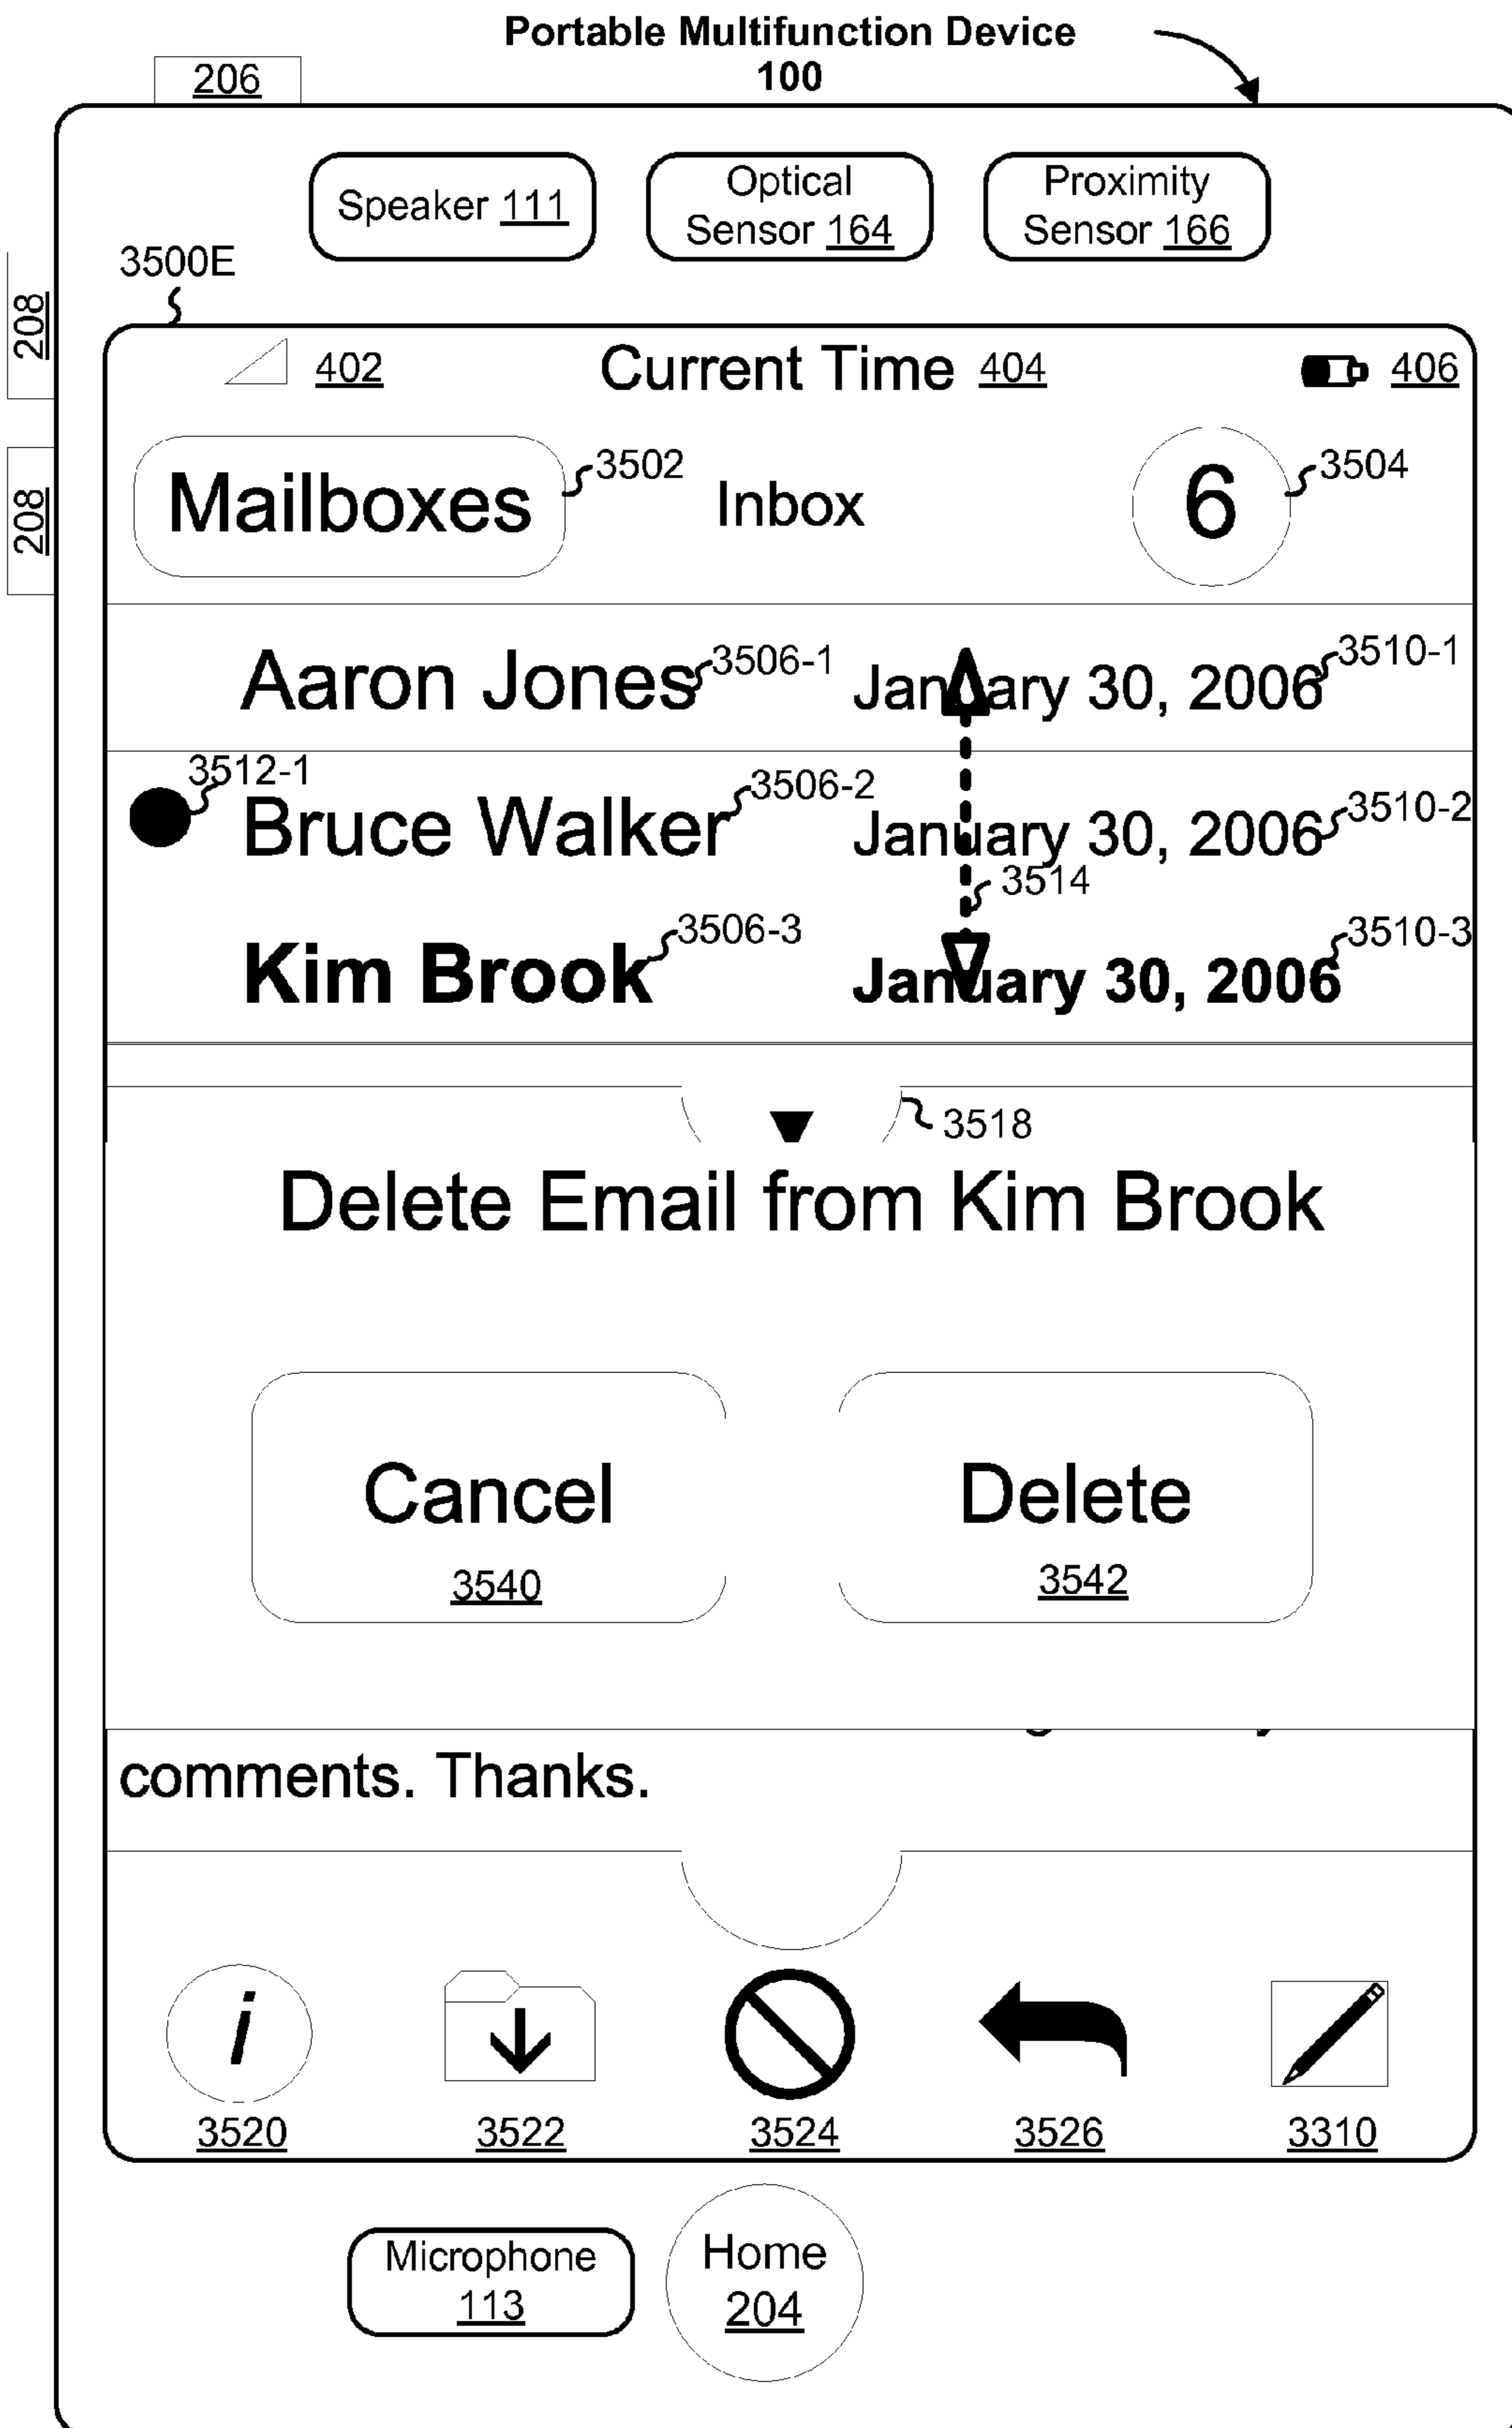 Portable Multifunction Device
100
206
Speaker 111
Optical
Sensor 164
Proximity
Sensor 166
3500E
208
208
402
Current Time 404
406
Mailboxes
3502
Inbox
6
3504
Aaron Jones
3506-1
January 30, 2006
3510-1
3512-1
Bruce Walker
3506-2
January 30, 2006
3510-2
3514
Kim Brook
3506-3
January 30, 2006
3510-3
3518
Delete Email from Kim Brook
Cancel
3540
Delete
3542
comments. Thanks.
i
3520
3522
3524
3526
3310
Microphone
113
Home
204